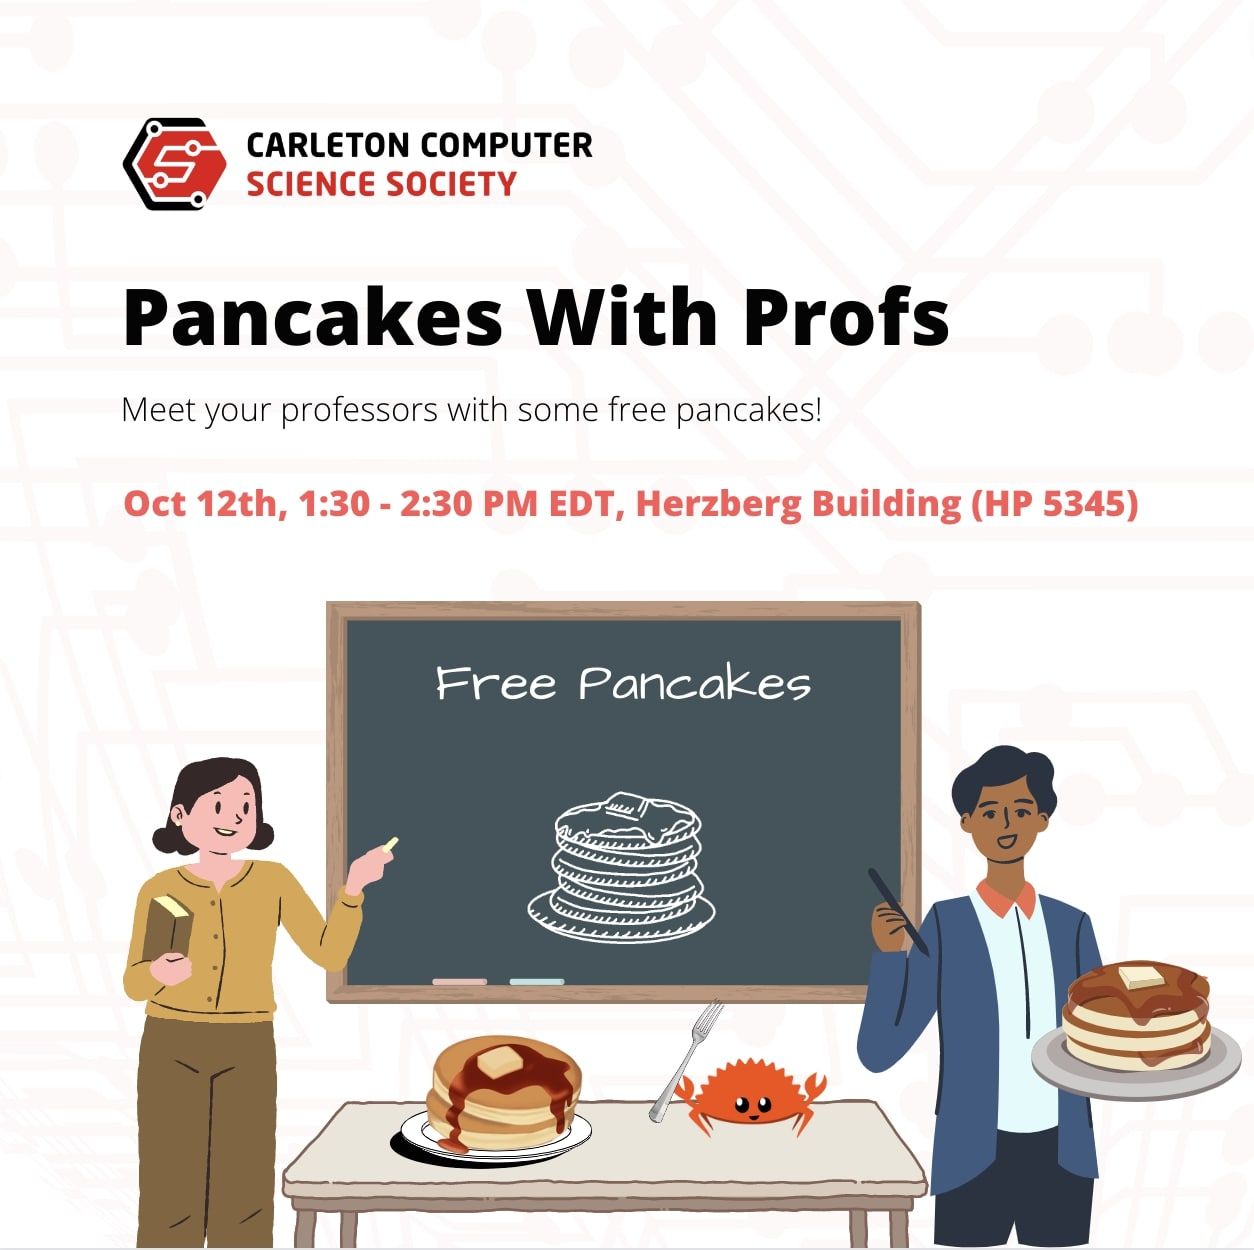 CARLETON COMPUTER
SCIENCE SOCIETY
Pancakes With Profs
Meet your professors with some free pancakes!
Oct 12th, 1:30 - 2:30 PM EDT, Herzberg Building (HP 5345)
Free Pancakes